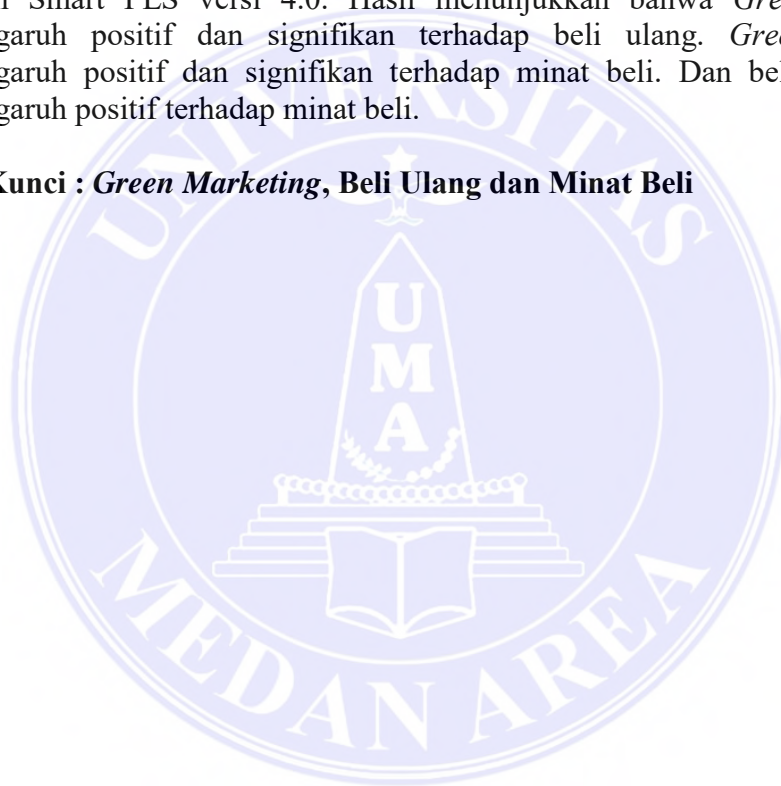 Smart PLS versi 4.0. Hasil menunjukkan bahwa Gre
garuh positif dan signifikan terhadap beli ulang. Gree
garuh positif dan signifikan terhadap minat beli. Dan bel
garuh positif terhadap minat beli.
Kunci : Green Marketing, Beli Ulang dan Minat Beli
UNIVERSITAS
UMA
MEDAN AREA